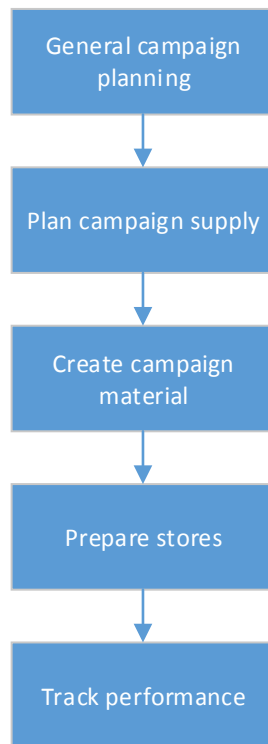 General campaign
planning
Plan campaign supply
Create campaign
material
Prepare stores
Track performance